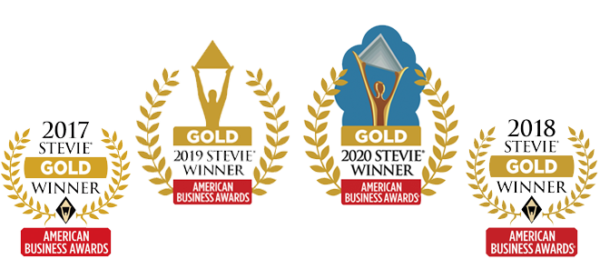 2017
STEVIE®
GOLD
WINNER
AMERICAN
BUSINESS AWARDS
GOLD
2019 STEVIE®
WINNER
AMERICAN
BUSINESS AWARDS
GOLD
2020 STEVIE®
WINNER
AMERICAN
BUSINESS AWARDS®
2018
STEVIE®
GOLD
WINNER
AMERICAN
BUSINESS AWARDS®